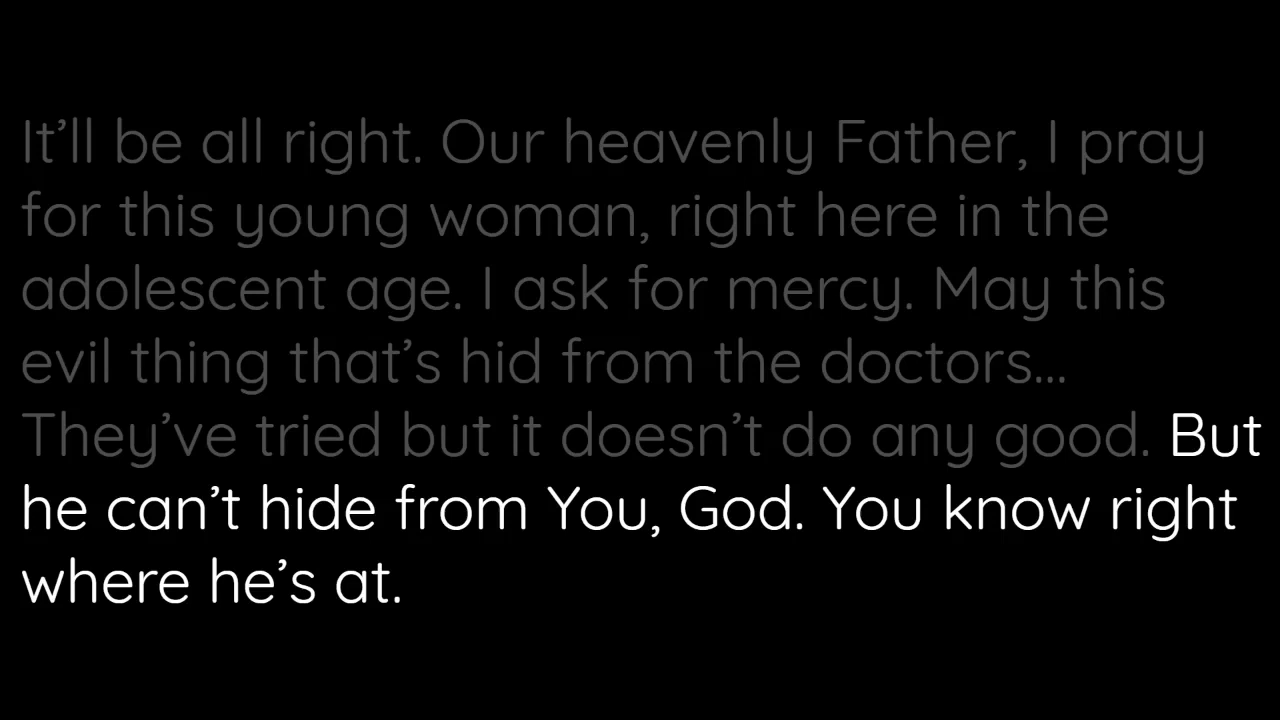 It’ll be all right. Our heavenly Father, I pray
for this young woman, right here in the
adolescent age. I ask for mercy. May this
evil thing that’s hid from the doctors...
They’ve tried but it doesn’t do any good. But
he can’t hide from You, God. You know right
where he’s at.